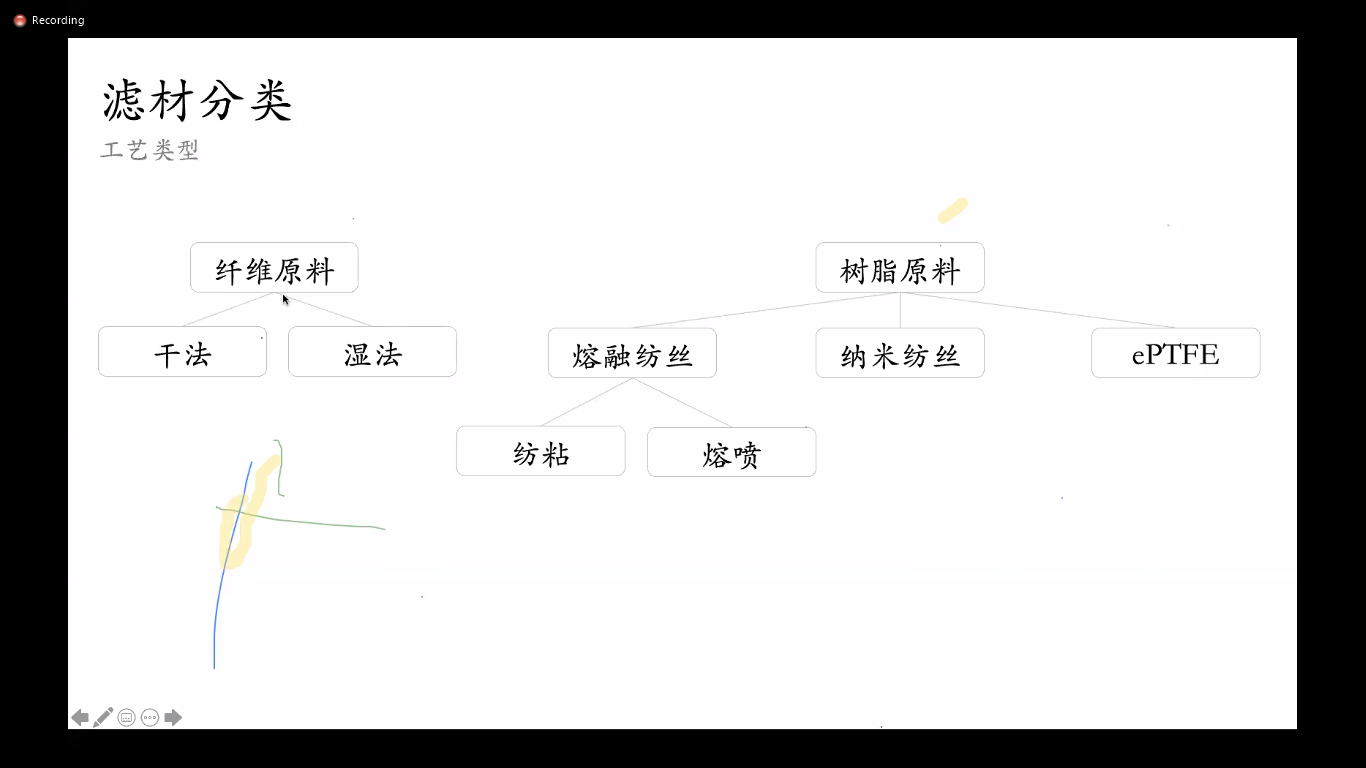 Recording
滤材分类
工艺类型
纤维原料
树脂原料
干法
湿法
熔融纺丝
纳米纺丝
ePTFE
纺粘
熔喷